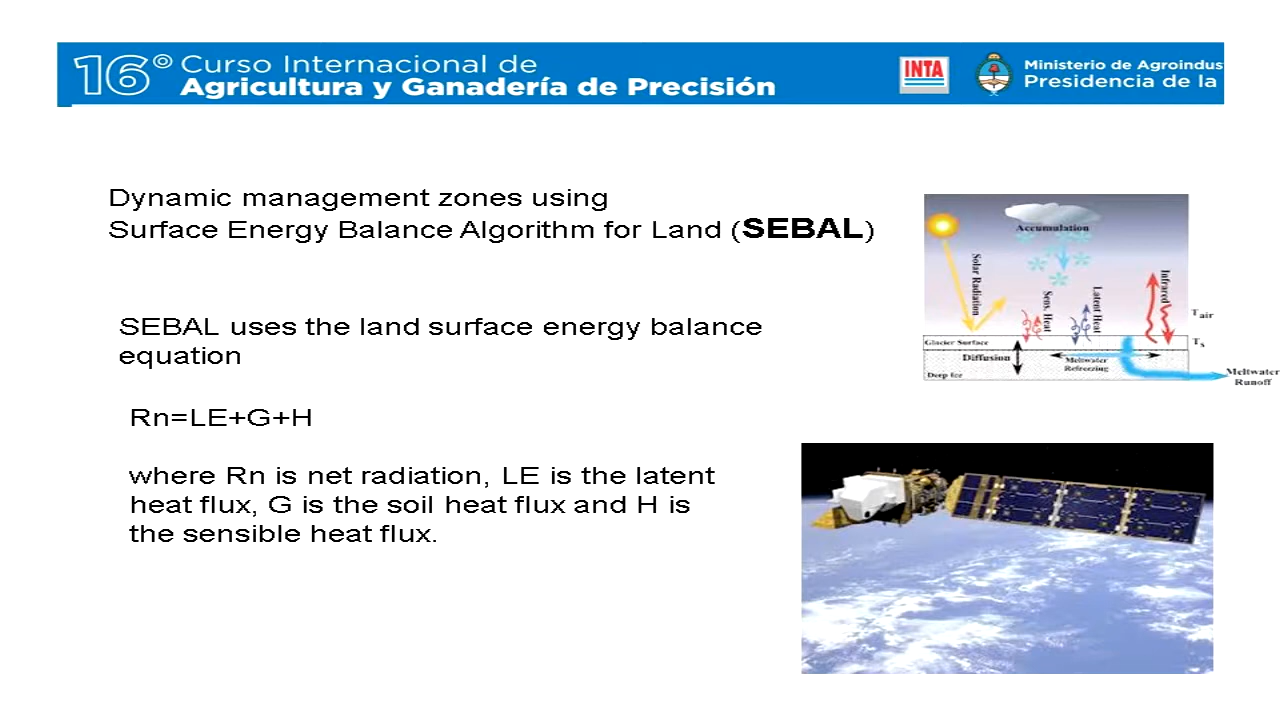 16° Curso Internacional de
Agricultura y Ganadería de Precisión
INTA
Ministerio de Agroindus
Presidencia de la
Dynamic management zones using
Surface Energy Balance Algorithm for Land (SEBAL)
SEBAL uses the land surface energy balance
equation
Rn=LE+G+H
where Rn is net radiation, LE is the latent
heat flux, G is the soil heat flux and H is
the sensible heat flux.
Accumulation
Solar Radiation
Sens. Heat
Latent Heat
Infrared
Tair
Glacier Surface
Ts
Diffusion
Meltwater
Refreezing
Deep Ice
Meltwater
Runoff